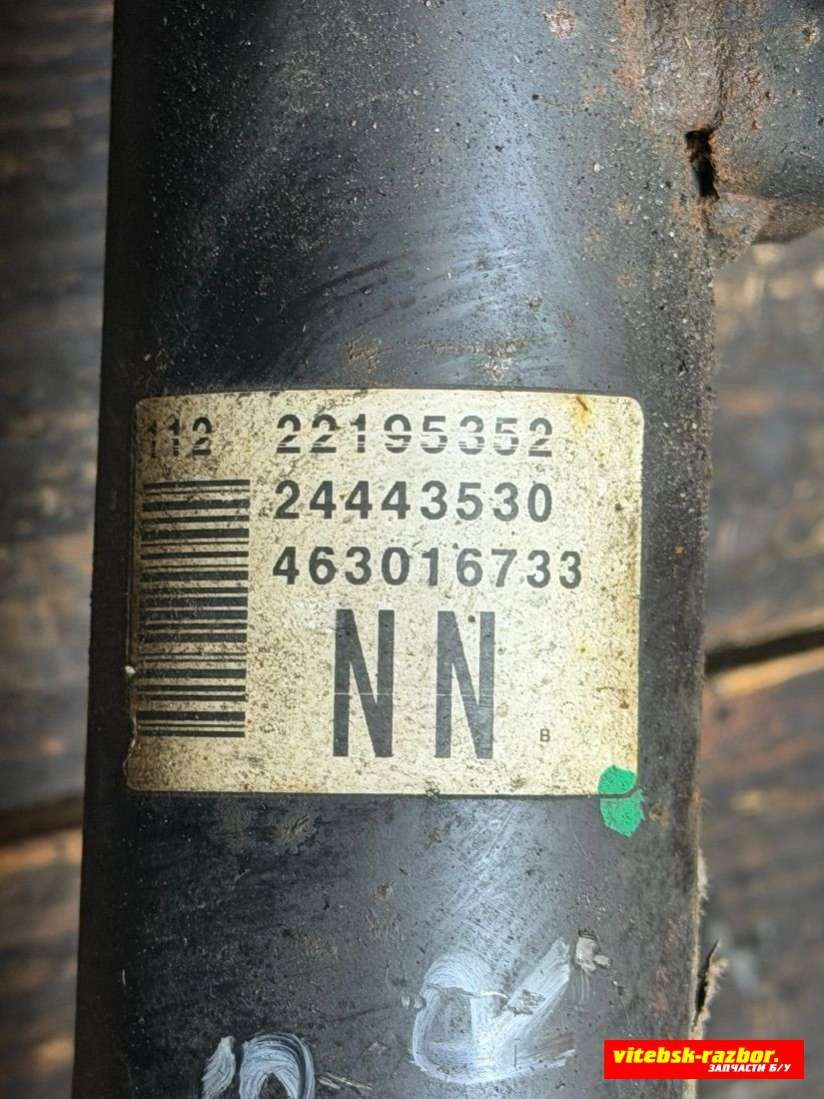 112 22195352
24443530
463016733
NN
B
vitebsk-razbor.
ЗАПЧАСТИ Б/У